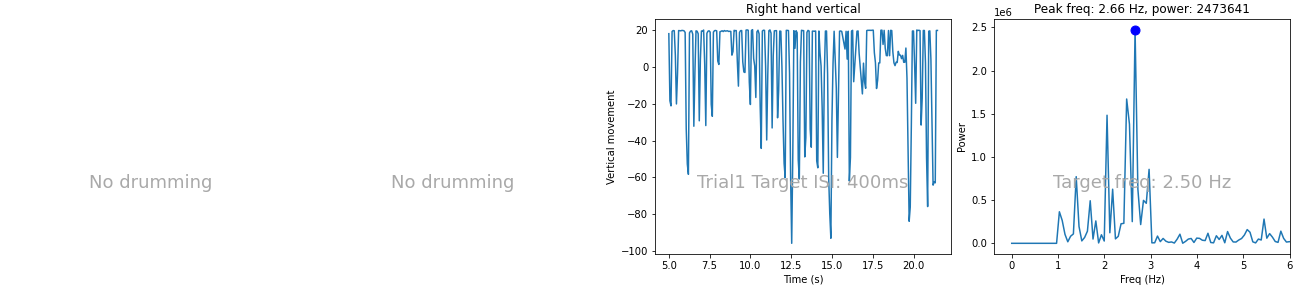 No drumming
No drumming
Right hand vertical
Vertical movement
20
0
−20
−40
−60
−80
−100
Trial1 Target ISI: 400ms
5.0 7.5 10.0 12.5 15.0 17.5 20.0
Time (s)
Peak freq: 2.66 Hz, power: 2473641
1e6
Power
2.5
2.0
1.5
1.0
0.5
0.0
Target freq: 2.50 Hz
0 1 2 3 4 5 6
Freq (Hz)